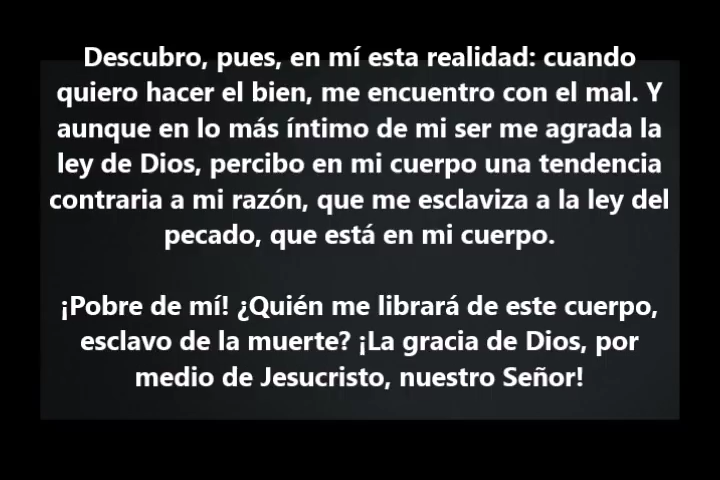 Descubro, pues, en mí esta realidad: cuando
quiero hacer el bien, me encuentro con el mal. Y
aunque en lo más íntimo de mi ser me agrada la
ley de Dios, percibo en mi cuerpo una tendencia
contraria a mi razón, que me esclaviza a la ley del
pecado, que está en mi cuerpo.
¡Pobre de mí! ¿Quién me librará de este cuerpo,
esclavo de la muerte? ¡La gracia de Dios, por
medio de Jesucristo, nuestro Señor!